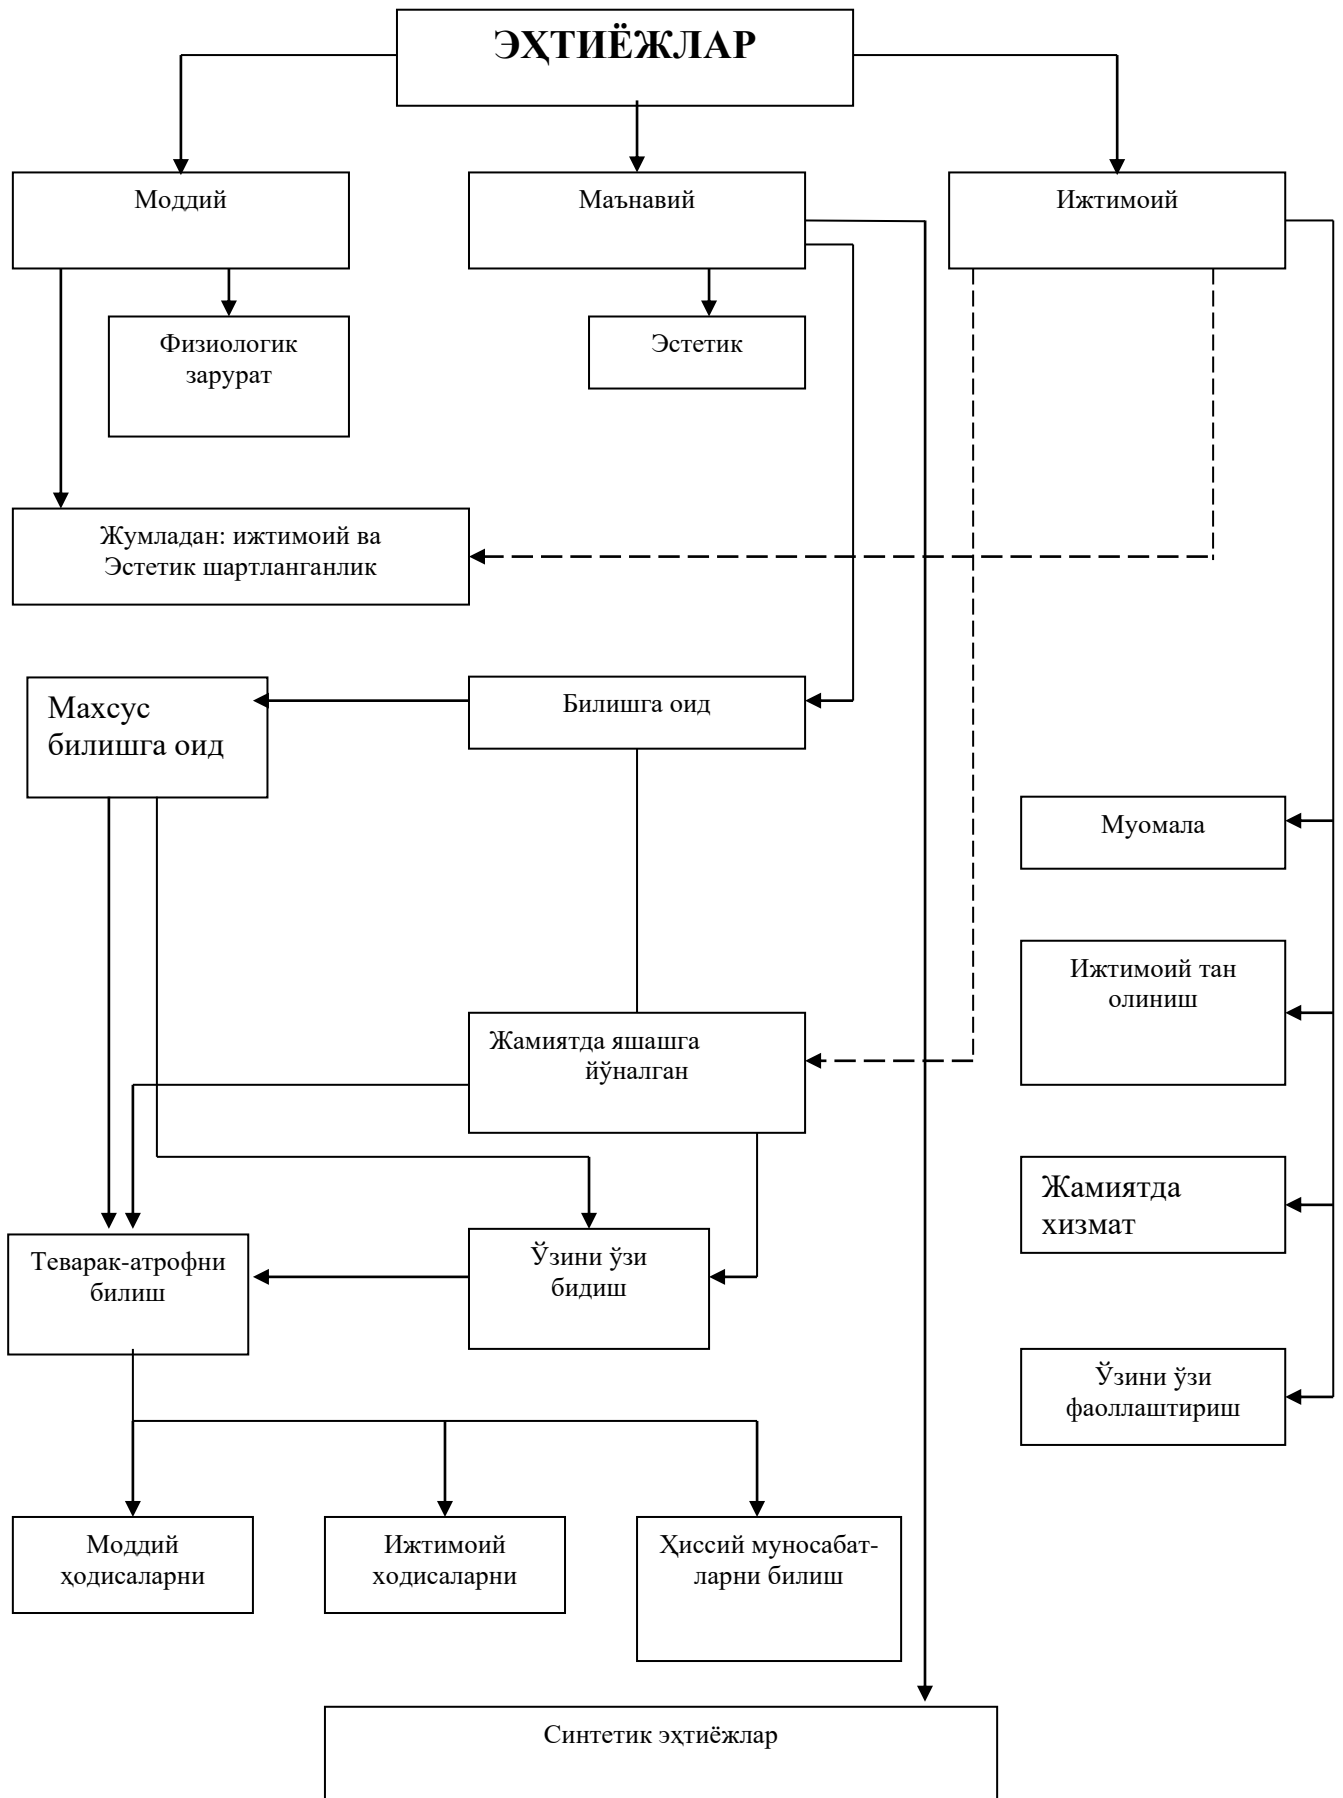 ЭҲТИЁЖЛАР
Моддий
Маънавий
Ижтимоий
Физиологик
зарурат
Эстетик
Жумладан: ижтимоий ва
Эстетик шартланганлик
Махсус
билишга оид
Билишга оид
Муомала
Ижтимоий тан
олиниш
Жамиятда яшашга
йўналган
Жамиятда
хизмат
Теварак-атрофни
билиш
Ўзини ўзи
бидиш
Ўзини ўзи
фаоллаштириш
Моддий
ҳодисаларни
Ижтимоий
ходисаларни
Ҳиссий муносабат-
ларни билиш
Синтетик эҳтиёжлар